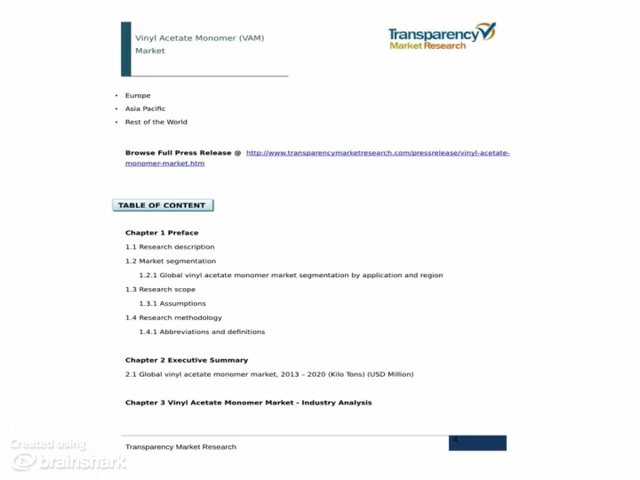 Vinyl Acetate Monomer (VAM)
Market
Transparency
Market Research
• Europe
• Asia Pacific
• Rest of the World
Browse Full Press Release @ http://www.transparencymarketresearch.com/pressrelease/vinyl-acetate-
monomer-market.htm
TABLE OF CONTENT
Chapter 1 Preface
1.1 Research description
1.2 Market segmentation
1.2.1 Global vinyl acetate monomer market segmentation by application and region
1.3 Research scope
1.3.1 Assumptions
1.4 Research methodology
1.4.1 Abbreviations and definitions
Chapter 2 Executive Summary
2.1 Global vinyl acetate monomer market, 2013 – 2020 (Kilo Tons) (USD Million)
Chapter 3 Vinyl Acetate Monomer Market - Industry Analysis
Transparency Market Research
Created using
brainshark